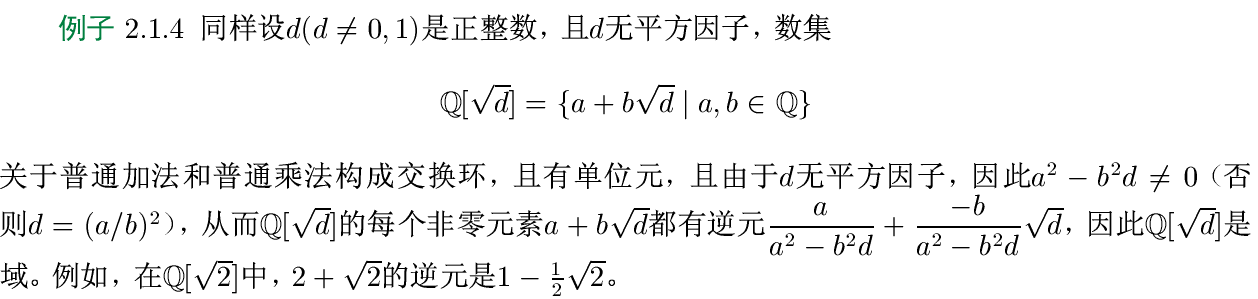 例子 2.1.4 同样设d(d ≠ 0, 1)是正整数，且d无平方因子，数集
ℚ[√d] = {a + b√d | a, b ∈ ℚ}
关于普通加法和普通乘法构成交换环，且有单位元，且由于d无平方因子，因此a² − b²d ≠ 0（否
则d = (a/b)²），从而ℚ[√d]的每个非零元素a + b√d都有逆元a/(a² − b²d) + −b/(a² − b²d)√d，因此ℚ[√d]是
域。例如，在ℚ[√2]中，2 + √2的逆元是1 − ½√2。